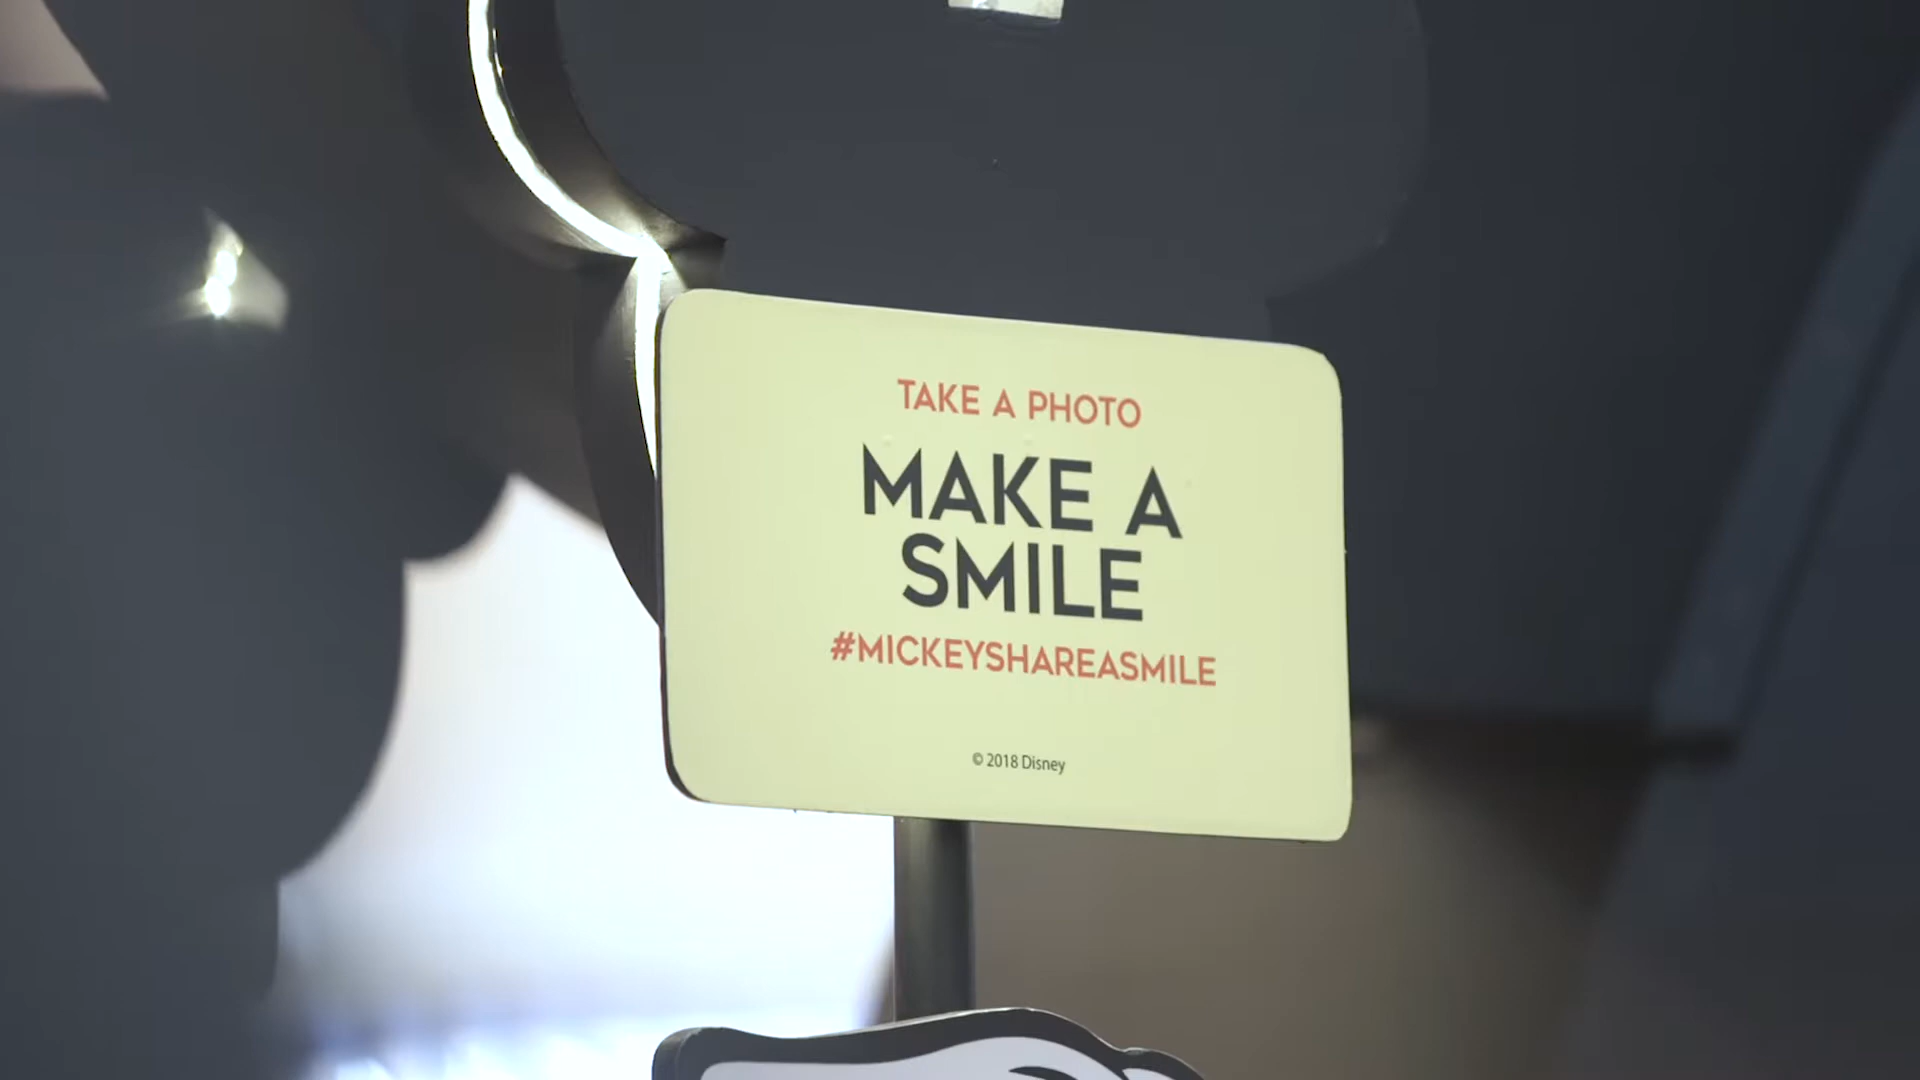 TAKE A PHOTO
MAKE A
SMILE
#MICKEYSHAREASMILE
© 2018 Disney